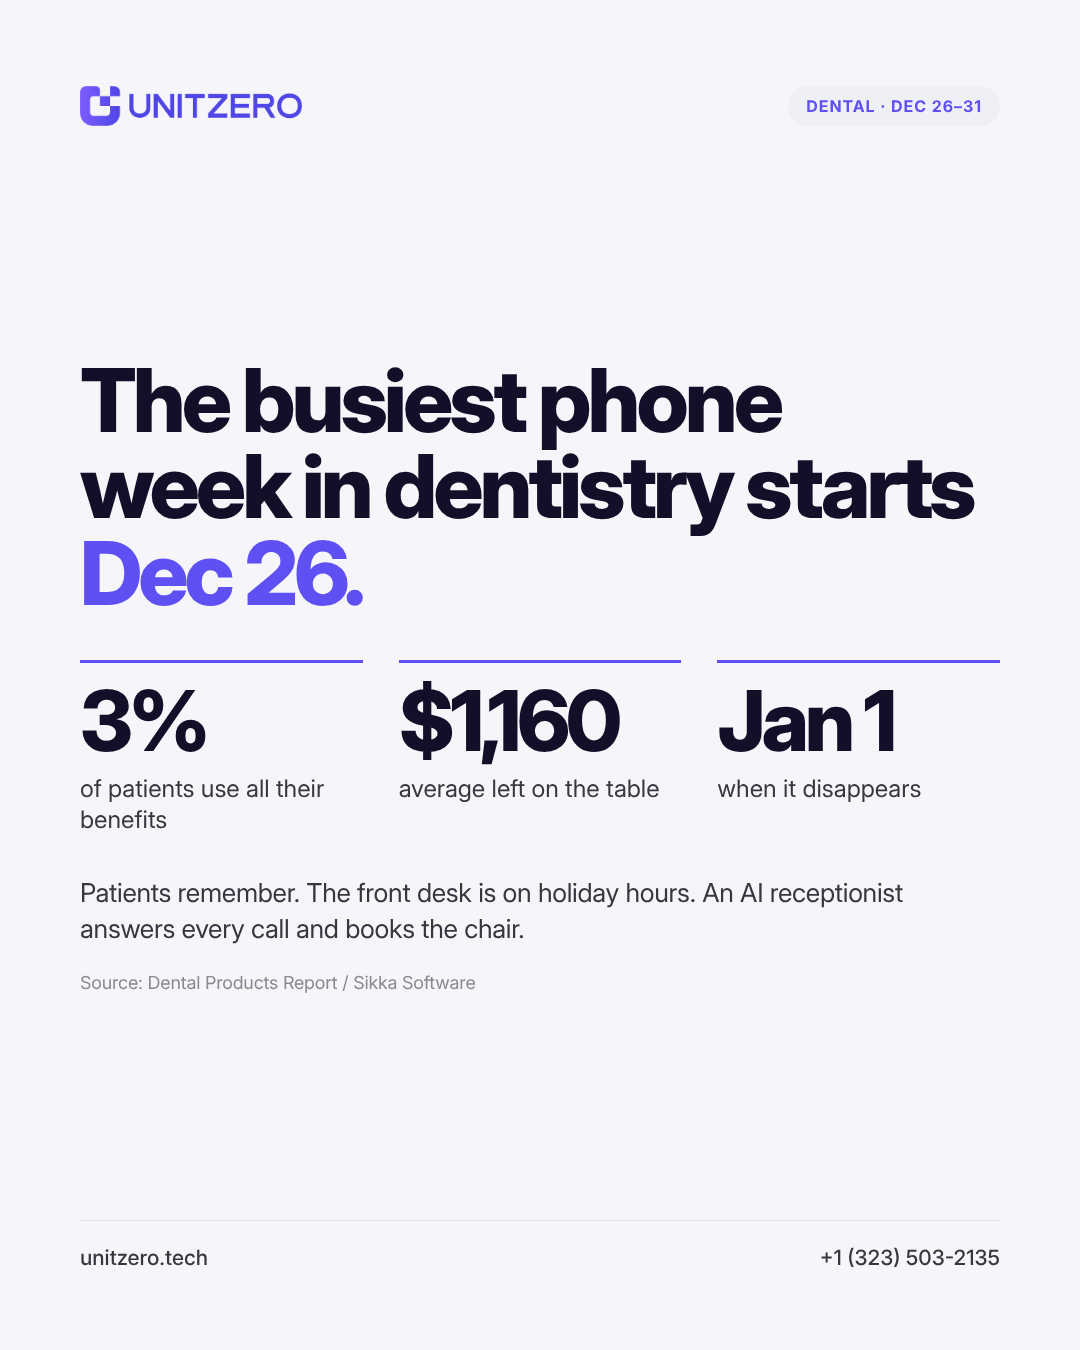 UNITZERO
DENTAL · DEC 26–31
The busiest phone
week in dentistry starts
Dec 26.
3%
of patients use all their
benefits
$1,160
average left on the table
Jan 1
when it disappears
Patients remember. The front desk is on holiday hours. An AI receptionist
answers every call and books the chair.
Source: Dental Products Report / Sikka Software
unitzero.tech
+1 (323) 503-2135